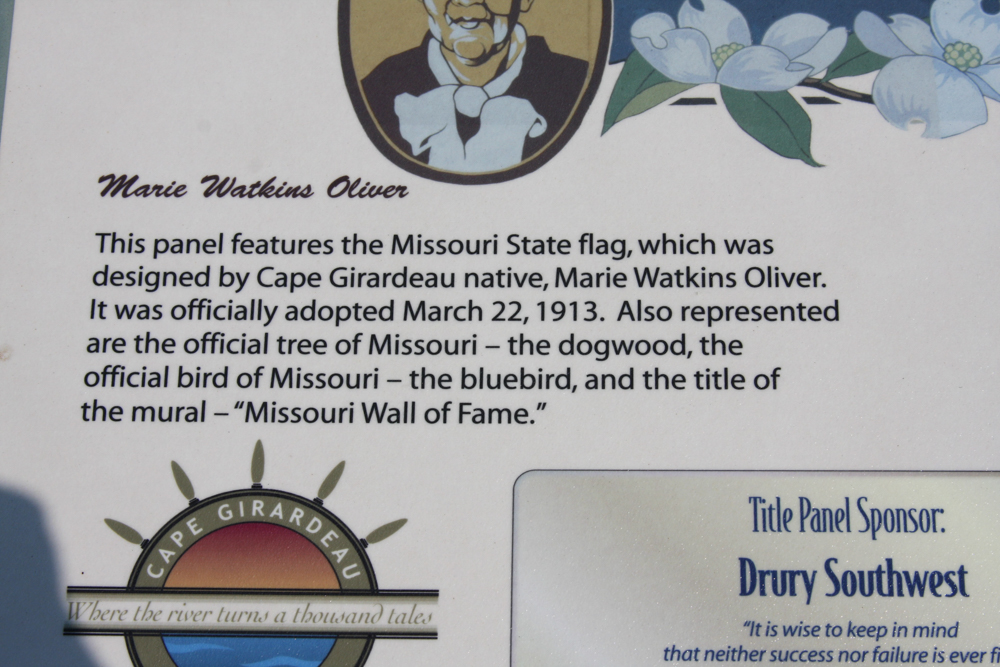 Marie Watkins Oliver
This panel features the Missouri State flag, which was
designed by Cape Girardeau native, Marie Watkins Oliver.
It was officially adopted March 22, 1913.  Also represented
are the official tree of Missouri – the dogwood, the
official bird of Missouri – the bluebird, and the title of
the mural – “Missouri Wall of Fame.”
CAPE GIRARDEAU
Where the river turns a thousand tales
Title Panel Sponsor:
Drury Southwest
“It is wise to keep in mind
that neither success nor failure is ever